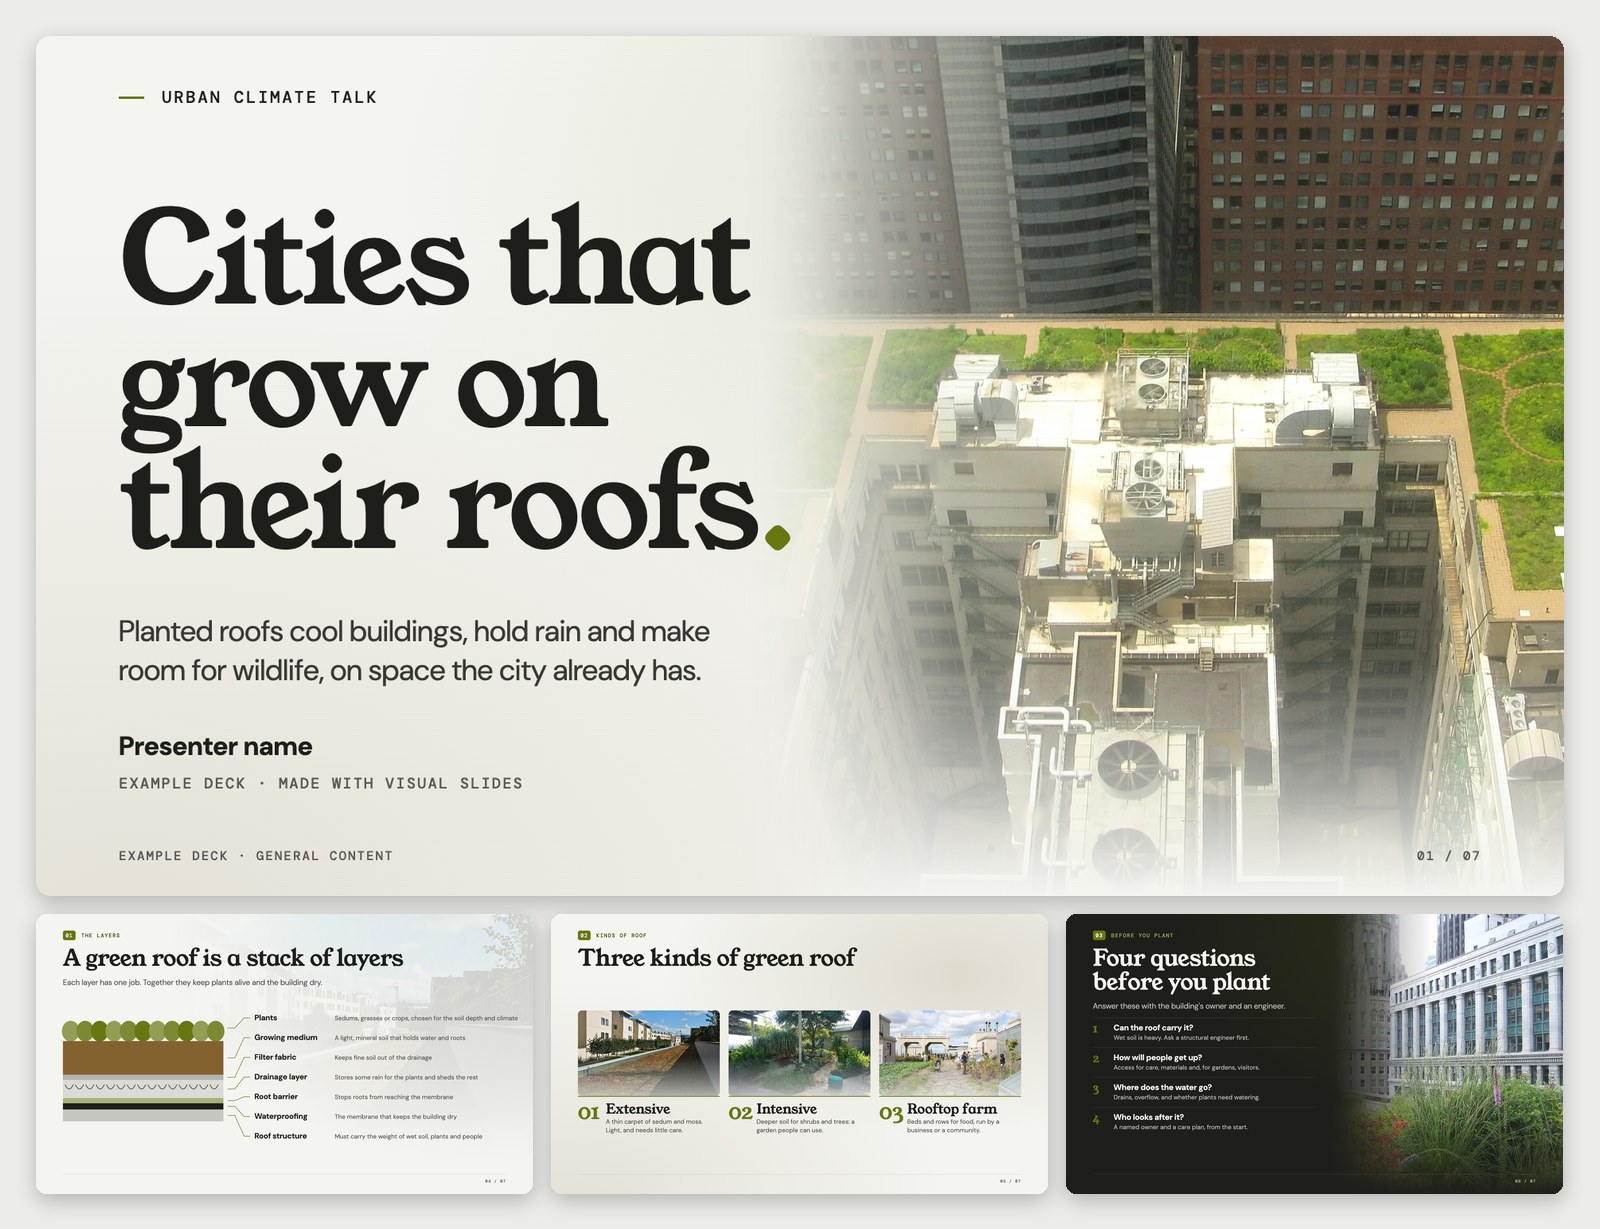 URBAN CLIMATE TALK
Cities that
grow on
their roofs.
Planted roofs cool buildings, hold rain and make
room for wildlife, on space the city already has.
Presenter name
EXAMPLE DECK · MADE WITH VISUAL SLIDES
EXAMPLE DECK · GENERAL CONTENT
01 / 07
01 THE LAYERS
A green roof is a stack of layers
Each layer has one job. Together they keep plants alive and the building dry.
Plants Sedums, grasses or crops, chosen for the soil depth and climate
Growing medium A light, mineral soil that holds water and roots
Filter fabric Keeps fine soil out of the drainage
Drainage layer Stores some rain for the plants and sheds the rest
Root barrier Stops roots from reaching the membrane
Waterproofing The membrane that keeps the building dry
Roof structure Must carry the weight of wet soil, plants and people
04 / 07
02 KINDS OF ROOF
Three kinds of green roof
01 Extensive
A thin carpet of sedum and moss.
Light, and needs little care.
02 Intensive
Deeper soil for shrubs and trees: a
garden people can use.
03 Rooftop farm
Beds and rows for food, run by a
business or a community.
05 / 07
03 BEFORE YOU PLANT
Four questions
before you plant
Answer these with the building's owner and an engineer.
1 Can the roof carry it?
Wet soil is heavy. Ask a structural engineer first.
2 How will people get up?
Access for care, materials and, for gardens, visitors.
3 Where does the water go?
Drains, overflow, and whether plants need watering.
4 Who looks after it?
A named owner and a care plan, from the start.
06 / 07